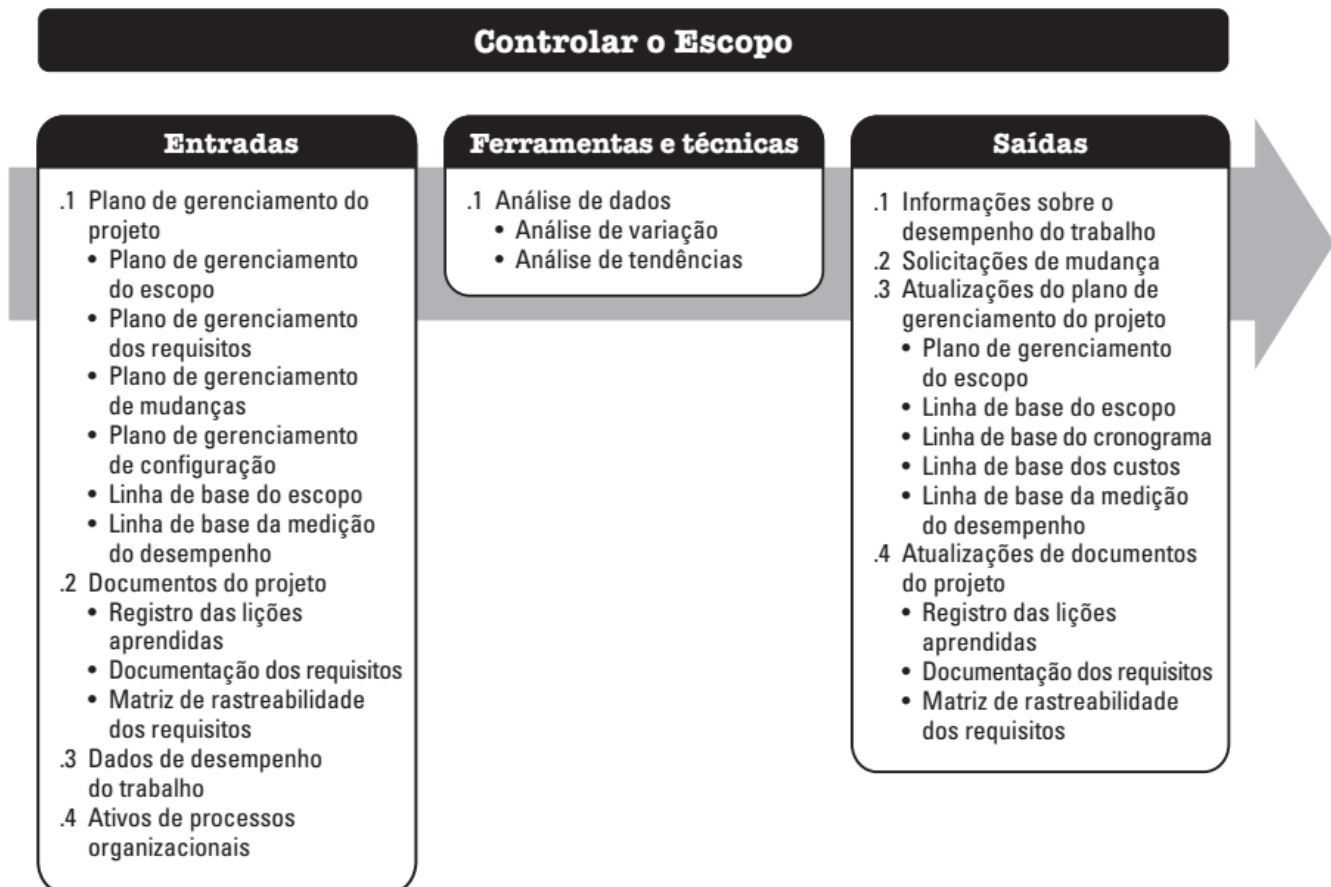 Controlar o Escopo
Entradas
.1 Plano de gerenciamento do
projeto
• Plano de gerenciamento
do escopo
• Plano de gerenciamento
dos requisitos
• Plano de gerenciamento
de mudanças
• Plano de gerenciamento
de configuração
• Linha de base do escopo
• Linha de base da medição
do desempenho
.2 Documentos do projeto
• Registro das lições
aprendidas
• Documentação dos requisitos
• Matriz de rastreabilidade
dos requisitos
.3 Dados de desempenho
do trabalho
.4 Ativos de processos
organizacionais
Ferramentas e técnicas
.1 Análise de dados
• Análise de variação
• Análise de tendências
Saídas
.1 Informações sobre o
desempenho do trabalho
.2 Solicitações de mudança
.3 Atualizações do plano de
gerenciamento do projeto
• Plano de gerenciamento
do escopo
• Linha de base do escopo
• Linha de base do cronograma
• Linha de base dos custos
• Linha de base da medição
do desempenho
.4 Atualizações de documentos
do projeto
• Registro das lições
aprendidas
• Documentação dos requisitos
• Matriz de rastreabilidade
dos requisitos